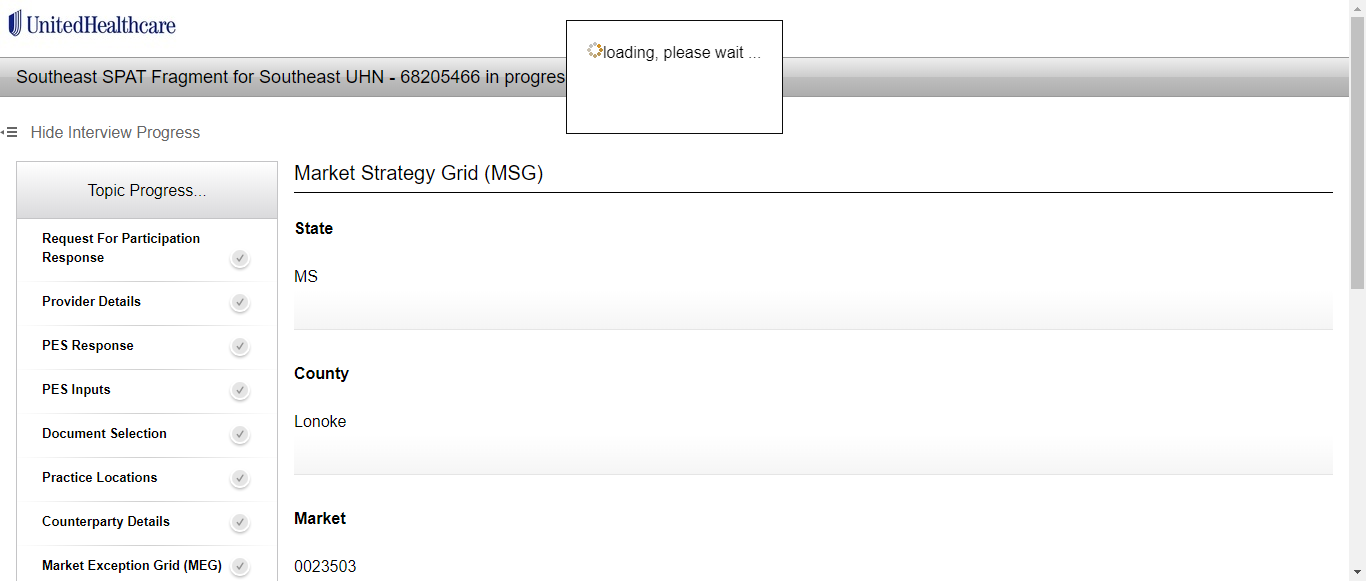 UnitedHealthcare
loading, please wait ...
Southeast SPAT Fragment for Southeast UHN - 68205466 in progres
Hide Interview Progress
Topic Progress...
Request For Participation
Response
Provider Details
PES Response
PES Inputs
Document Selection
Practice Locations
Counterparty Details
Market Exception Grid (MEG)
Market Strategy Grid (MSG)
State
MS
County
Lonoke
Market
0023503